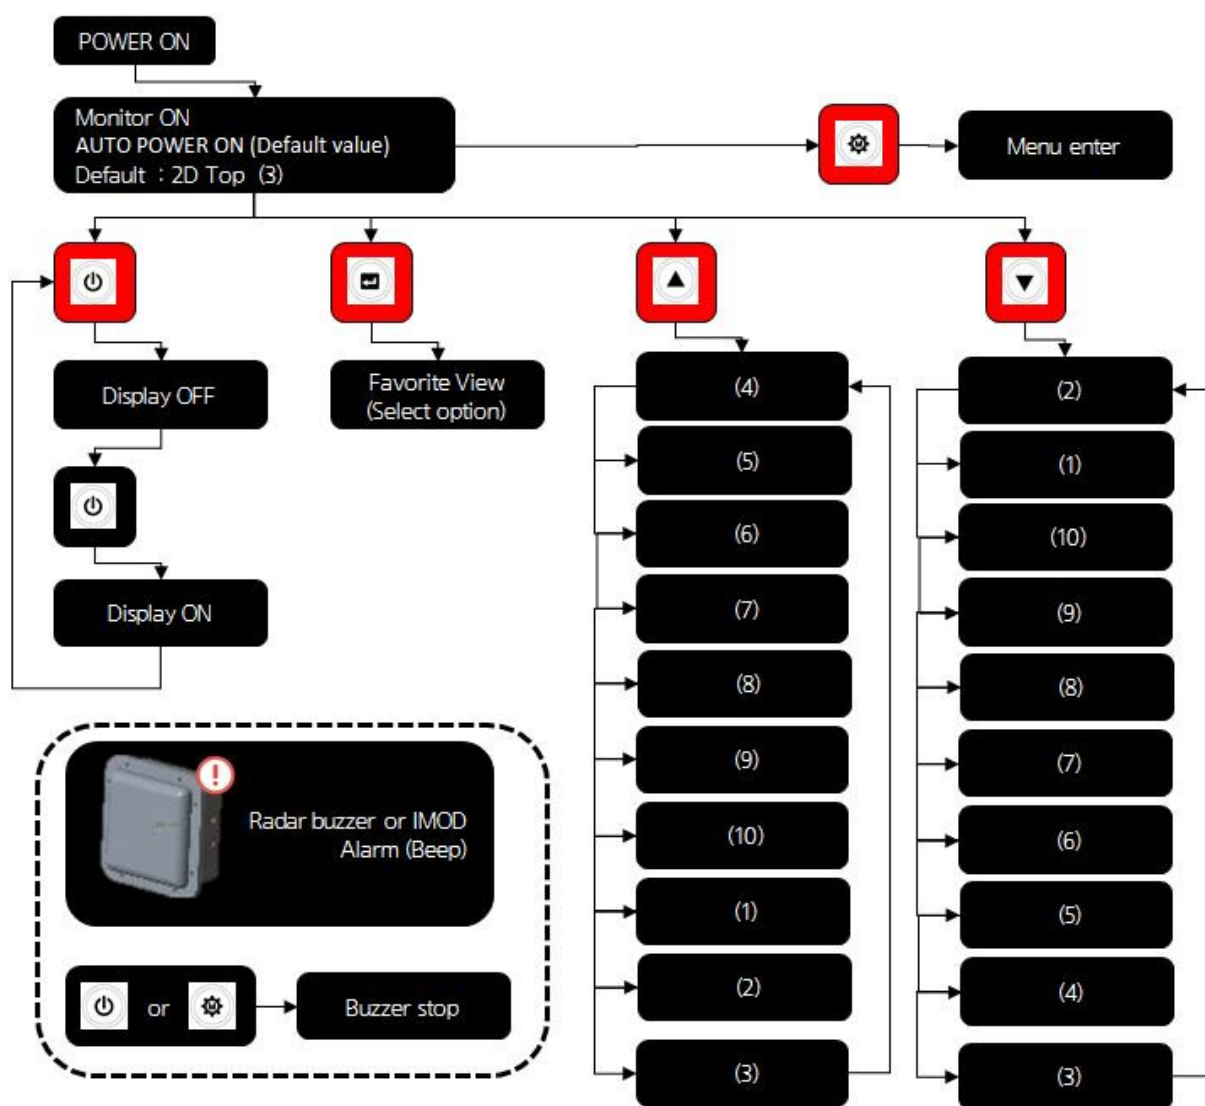 POWER ON
Monitor ON
AUTO POWER ON (Default value)
Default : 2D Top (3)
Menu enter
Display OFF
Display ON
Favorite View
(Select option)
(4)
(5)
(6)
(7)
(8)
(9)
(10)
(1)
(2)
(3)
(2)
(1)
(10)
(9)
(8)
(7)
(6)
(5)
(4)
(3)
Radar buzzer or IMOD
Alarm (Beep)
or
Buzzer stop